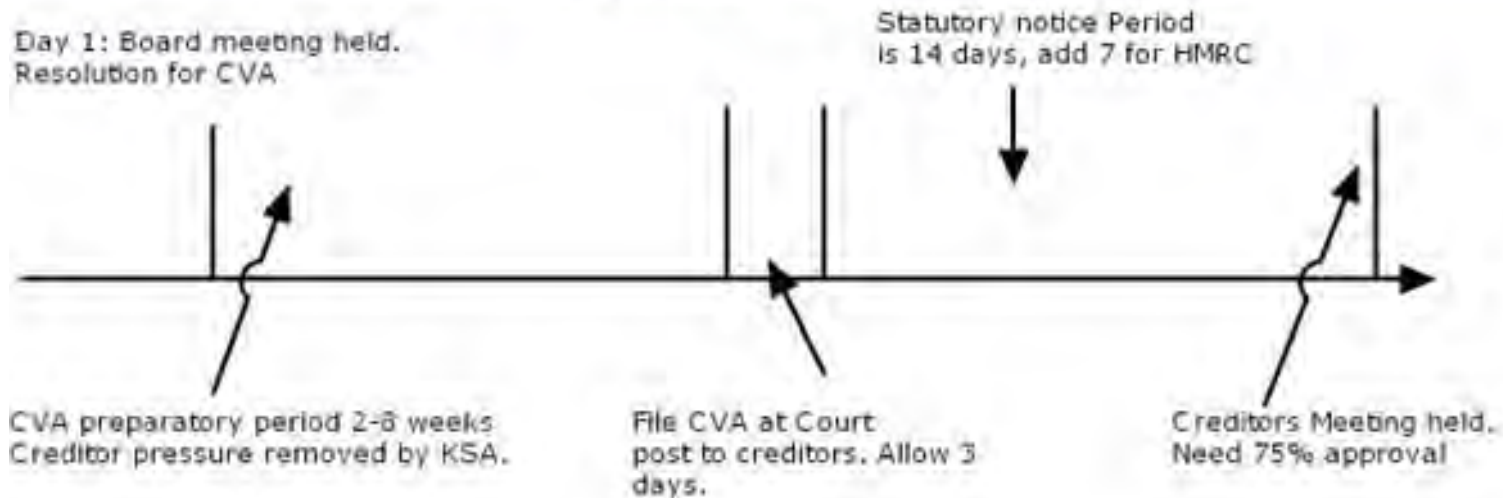 Day 1: Board meeting held.
Resolution for CVA
Statutory notice Period
is 14 days, add 7 for HMRC
CVA preparatory period 2-8 weeks
Creditor pressure removed by KSA.
File CVA at Court
post to creditors. Allow 3
days.
Creditors Meeting held.
Need 75% approval